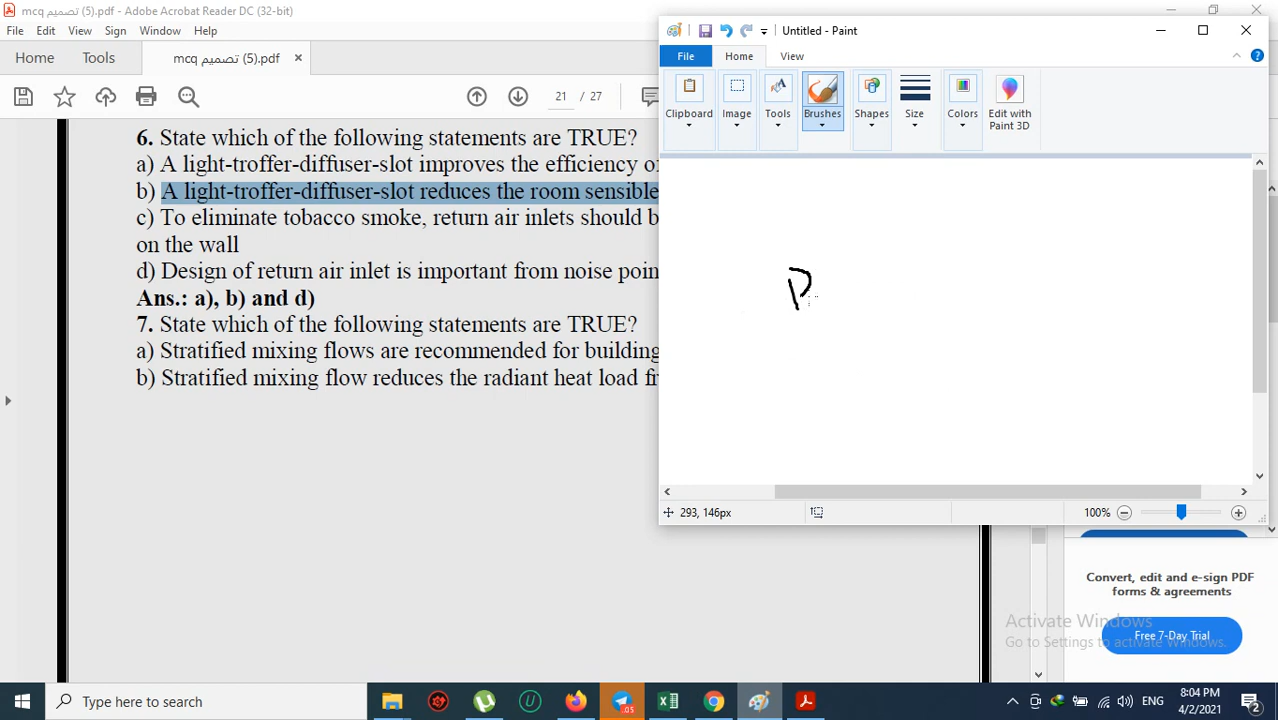 mcq تصميم (5).pdf - Adobe Acrobat Reader DC (32-bit)
File Edit View Sign Window Help
Home Tools mcq تصميم (5).pdf
21 / 27
6. State which of the following statements are TRUE?
a) A light-troffer-diffuser-slot improves the efficiency
b) A light-troffer-diffuser-slot reduces the room sensible
c) To eliminate tobacco smoke, return air inlets should
on the wall
d) Design of return air inlet is important from noise
Ans.: a), b) and d)
7. State which of the following statements are TRUE?
a) Stratified mixing flows are recommended for building
b) Stratified mixing flow reduces the radiant heat load
Untitled - Paint
File Home View
Clipboard Image Tools Brushes Shapes Size Colors Edit with
Paint 3D
P
293, 146px 100%
Convert, edit and e-sign PDF
forms & agreements
Free 7-Day Trial
Activate Windows
Go to Settings to activate Windows.
Type here to search
.05
ENG
8:04 PM
4/2/2021
2